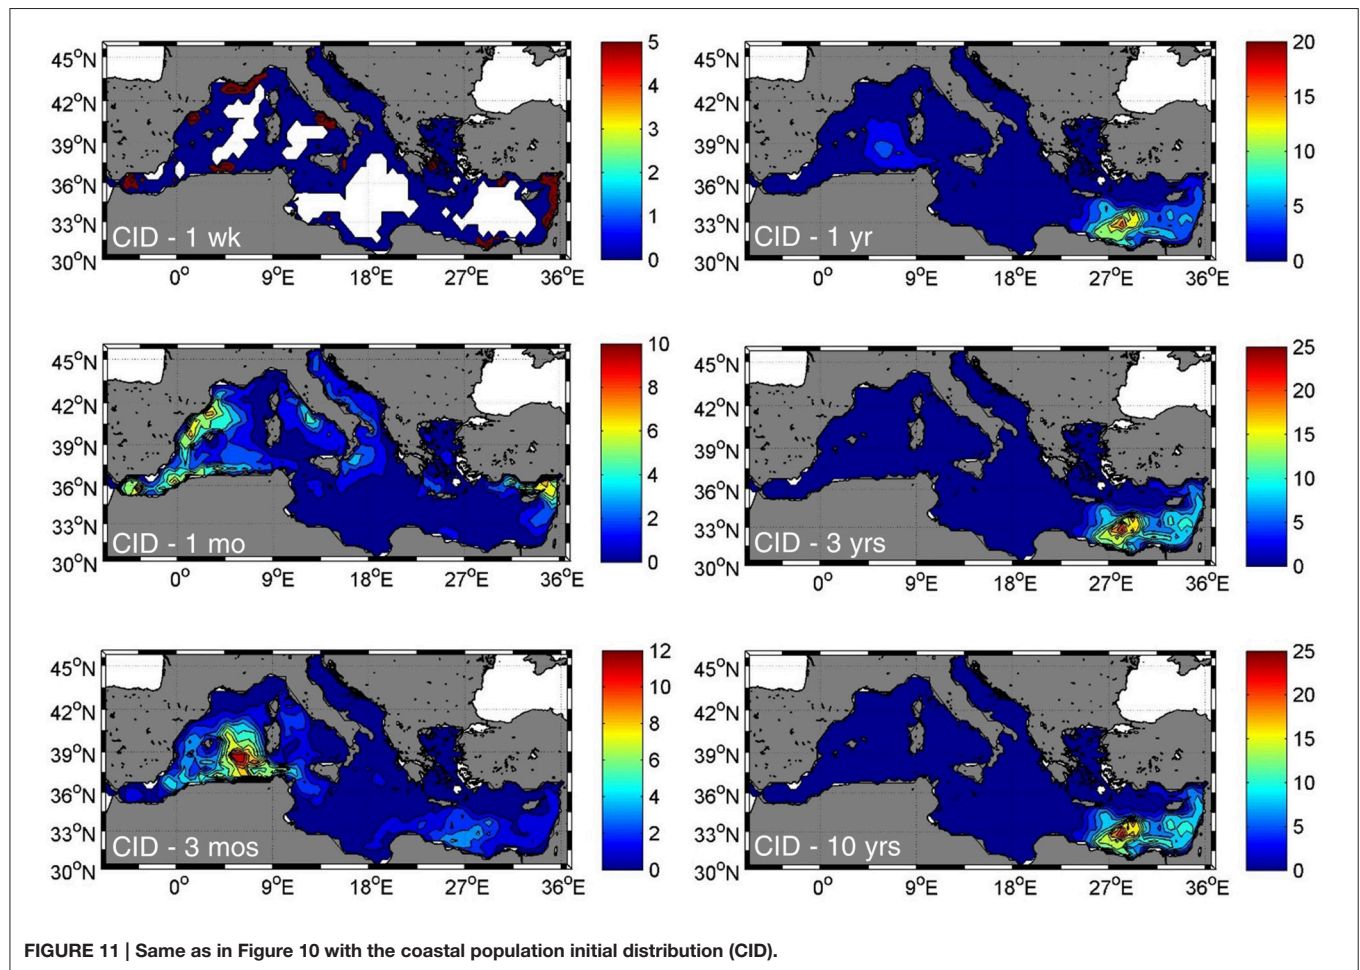 45°N
42°N
39°N
36°N
33°N
30°N
CID - 1 wk
0° 9°E 18°E 27°E 36°E
5
4
3
2
1
0
45°N
42°N
39°N
36°N
33°N
30°N
CID - 1 yr
0° 9°E 18°E 27°E 36°E
20
15
10
5
0
45°N
42°N
39°N
36°N
33°N
30°N
CID - 1 mo
0° 9°E 18°E 27°E 36°E
10
8
6
4
2
0
45°N
42°N
39°N
36°N
33°N
30°N
CID - 3 yrs
0° 9°E 18°E 27°E 36°E
25
20
15
10
5
0
45°N
42°N
39°N
36°N
33°N
30°N
CID - 3 mos
0° 9°E 18°E 27°E 36°E
12
10
8
6
4
2
0
45°N
42°N
39°N
36°N
33°N
30°N
CID - 10 yrs
0° 9°E 18°E 27°E 36°E
25
20
15
10
5
0
FIGURE 11 | Same as in Figure 10 with the coastal population initial distribution (CID).